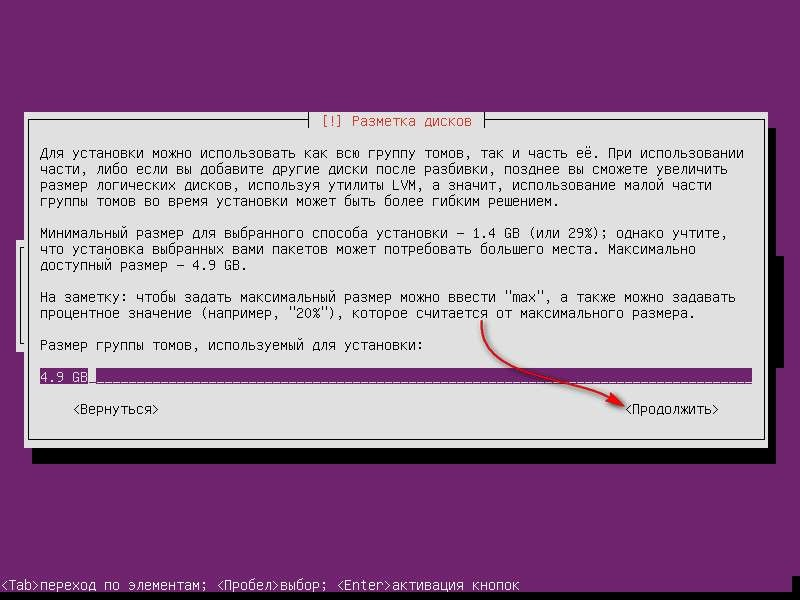 [!] Разметка дисков
Для установки можно использовать как всю группу томов, так и часть её. При использовании
части, либо если вы добавите другие диски после разбивки, позднее вы сможете увеличить
размер логических дисков, используя утилиты LVM, а значит, использование малой части
группы томов во время установки может быть более гибким решением.
Минимальный размер для выбранного способа установки – 1.4 GB (или 29%); однако учтите,
что установка выбранных вами пакетов может потребовать большего места. Максимально
доступный размер – 4.9 GB.
На заметку: чтобы задать максимальный размер можно ввести "max", а также можно задавать
процентное значение (например, "20%"), которое считается от максимального размера.
Размер группы томов, используемый для установки:
4.9 GB
<Вернуться> <Продолжить>
<Tab>переход по элементам; <Пробел>выбор; <Enter>активация кнопок